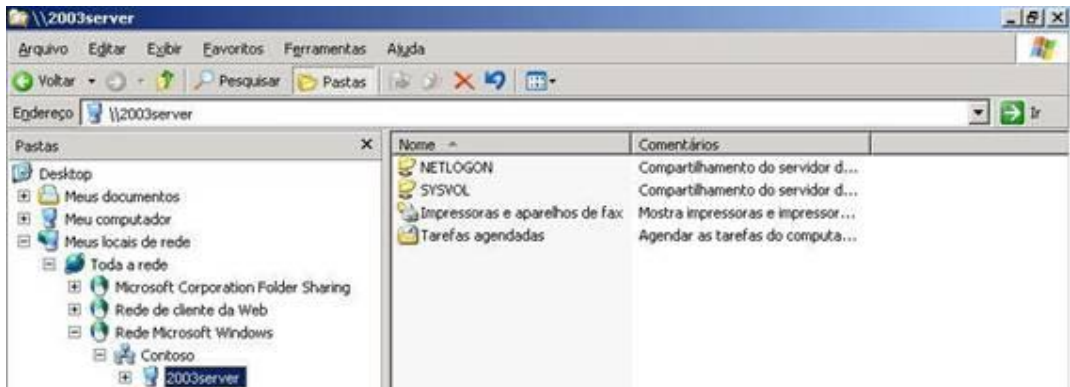 \\2003server
Arquivo Editar Exibir Favoritos Ferramentas Ajuda
Voltar Pesquisar Pastas
Endereço \\2003server Ir
Pastas
Desktop
Meus documentos
Meu computador
Meus locais de rede
Toda a rede
Microsoft Corporation Folder Sharing
Rede de cliente da Web
Rede Microsoft Windows
Contoso
2003server
Nome Comentários
NETLOGON Compartilhamento do servidor d...
SYSVOL Compartilhamento do servidor d...
Impressoras e aparelhos de fax Mostra impressoras e impressor...
Tarefas agendadas Agendar as tarefas do computa...